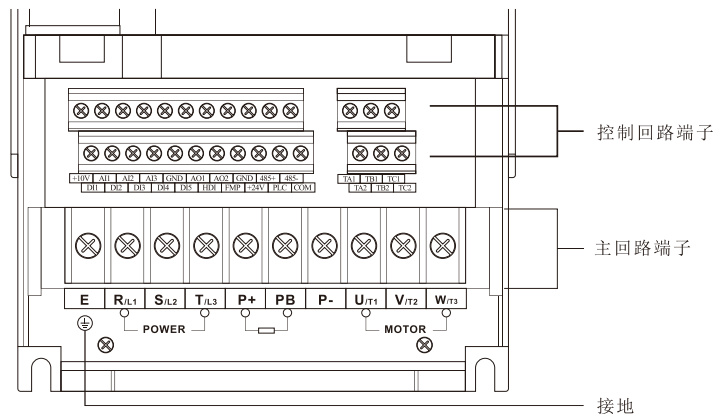 控制回路端子
+10V AI1 AI2 AI3 GND AO1 AO2 GND 485+ 485-
DI1 DI2 DI3 DI4 DI5 HDI FMP +24V PLC COM
TA1 TB1 TC1
TA2 TB2 TC2
主回路端子
E R/L1 S/L2 T/L3 P+ PB P- U/T1 V/T2 W/T3
POWER MOTOR
接地